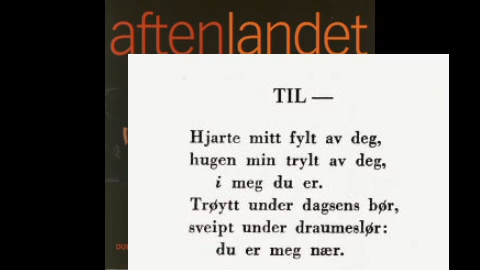 aftenlandet
TIL —
Hjarte mitt fylt av deg,
hugen min trylt av deg,
i meg du er.
Trøytt under dagsens bør,
sveipt under draumeslør:
du er meg nær.